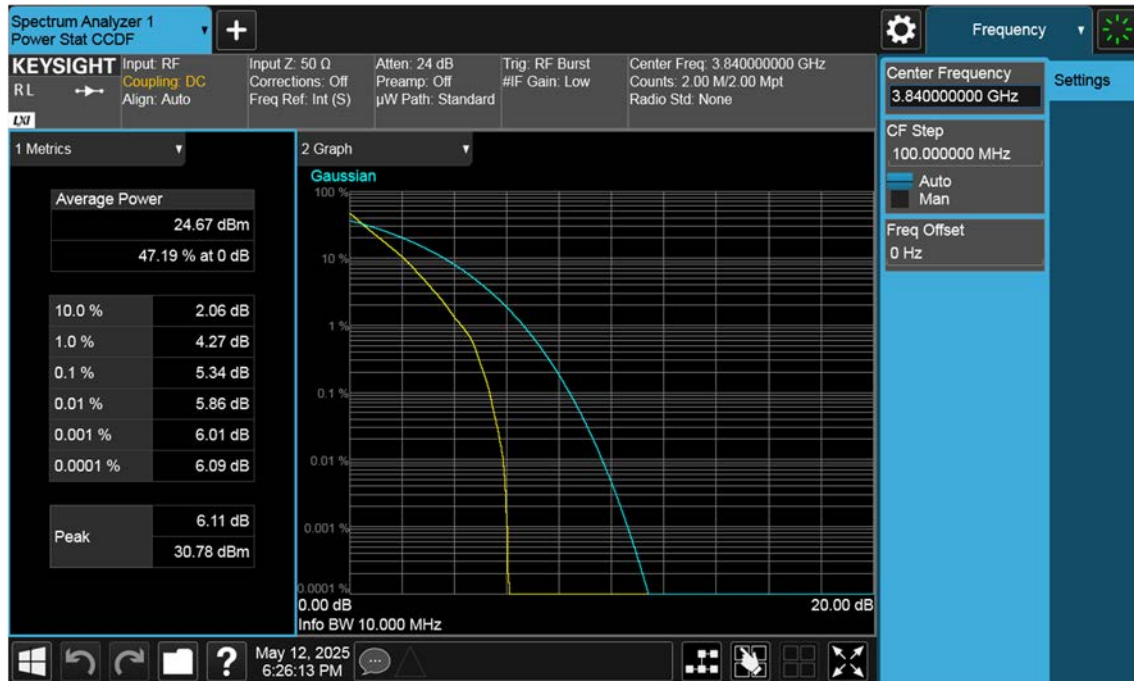 Spectrum Analyzer 1
Power Stat CCDF
Frequency
KEYSIGHT
RL
LXI
Input: RF
Coupling: DC
Align: Auto
Input Z: 50 Ω
Corrections: Off
Freq Ref: Int (S)
Atten: 24 dB
Preamp: Off
µW Path: Standard
Trig: RF Burst
#IF Gain: Low
Center Freq: 3.840000000 GHz
Counts: 2.00 M/2.00 Mpt
Radio Std: None
Center Frequency
3.840000000 GHz
Settings
CF Step
100.000000 MHz
Auto
Man
Freq Offset
0 Hz
1 Metrics
Average Power
24.67 dBm
47.19 % at 0 dB
10.0 % 2.06 dB
1.0 % 4.27 dB
0.1 % 5.34 dB
0.01 % 5.86 dB
0.001 % 6.01 dB
0.0001 % 6.09 dB
Peak
6.11 dB
30.78 dBm
2 Graph
Gaussian
100 %
10 %
1 %
0.1 %
0.01 %
0.001 %
0.0001 %
0.00 dB
20.00 dB
Info BW 10.000 MHz
?
May 12, 2025
6:26:13 PM